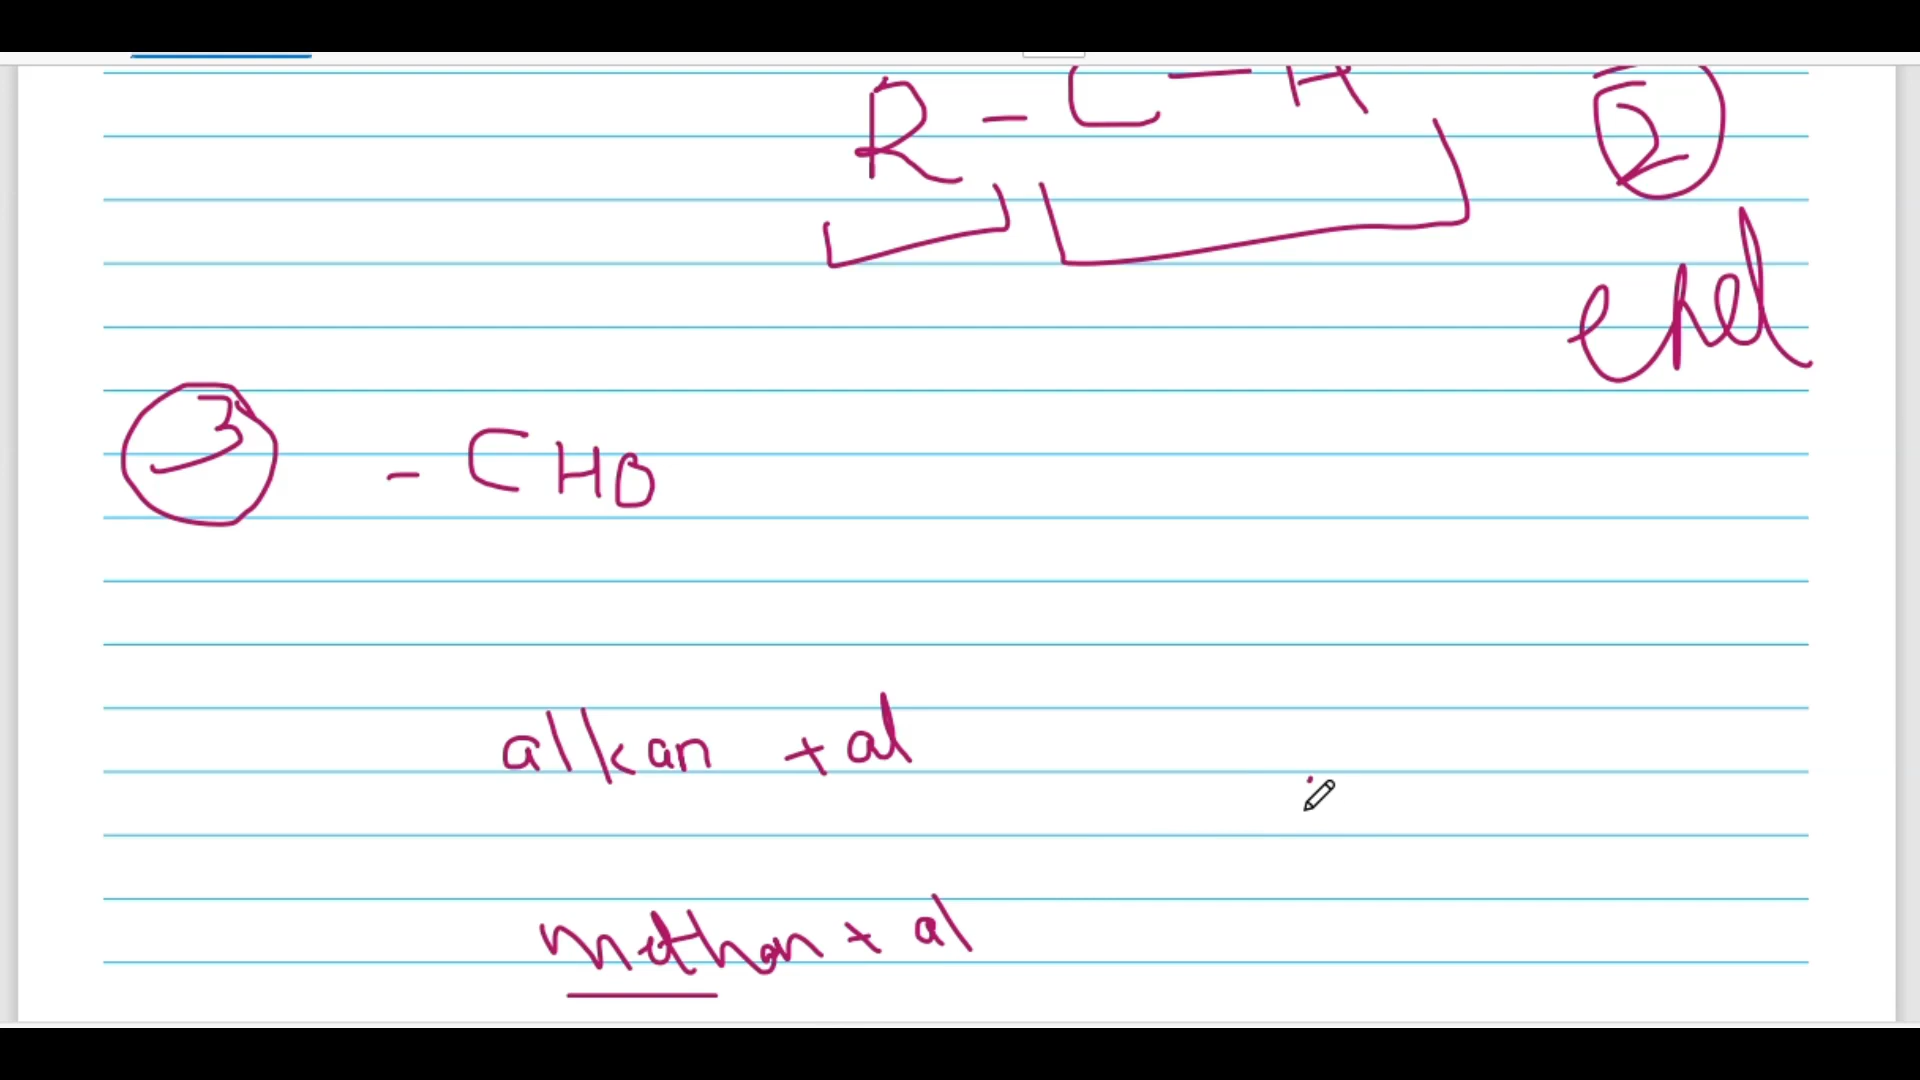 R - C - H
2
ehel
3 - CHO
alkan + al
methan + al